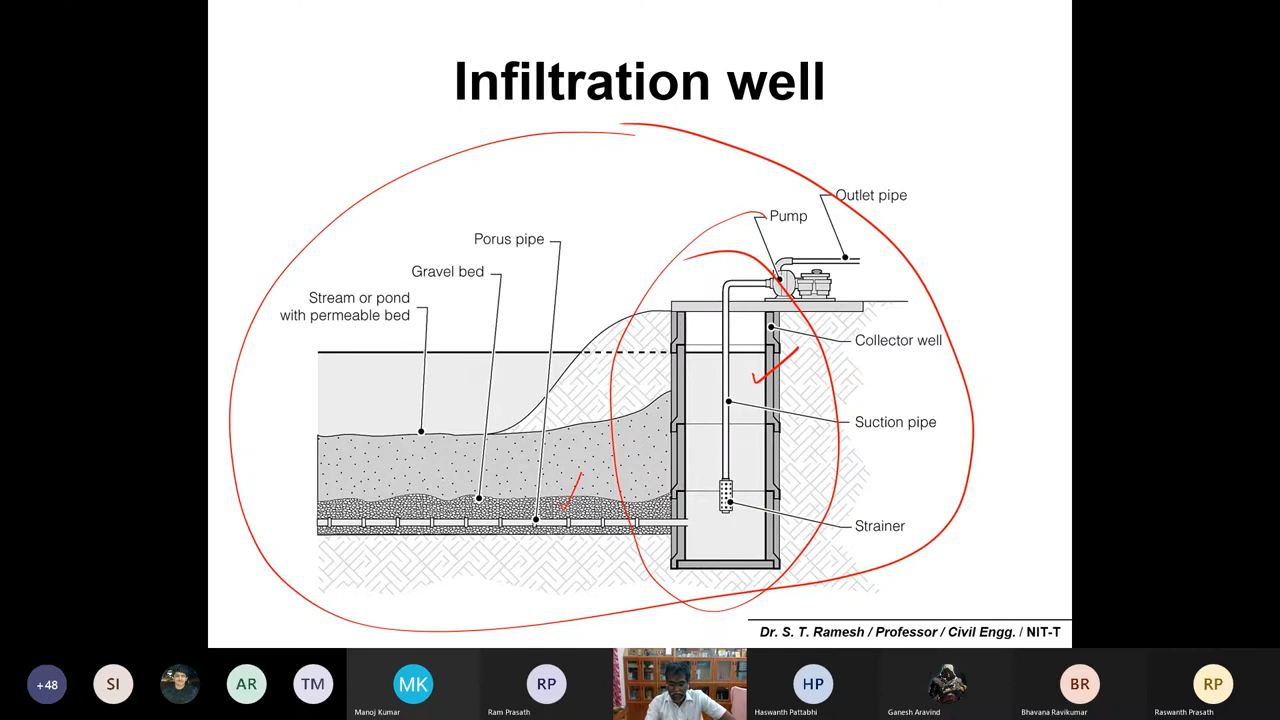 Infiltration well
Outlet pipe
Pump
Porus pipe
Gravel bed
Stream or pond
with permeable bed
Collector well
Suction pipe
Strainer
Dr. S. T. Ramesh / Professor / Civil Engg. / NIT-T
+48
SI
AR
TM
MK
Manoj Kumar
RP
Ram Prasath
HP
Haswanth Pattabhi
Ganesh Aravind
BR
Bhavana Ravikumar
RP
Raswanth Prasath